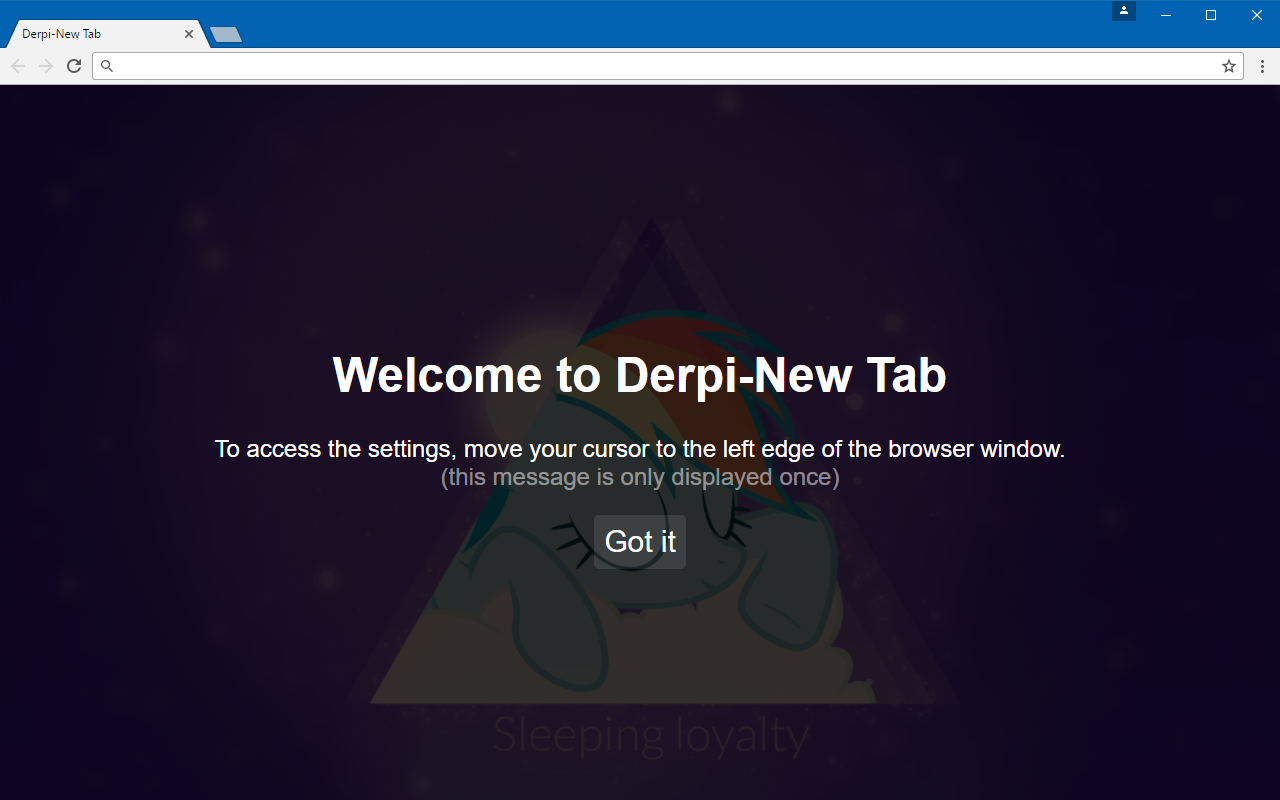 Derpi-New Tab
Welcome to Derpi-New Tab
To access the settings, move your cursor to the left edge of the browser window.
(this message is only displayed once)
Got it
Sleeping loyalty